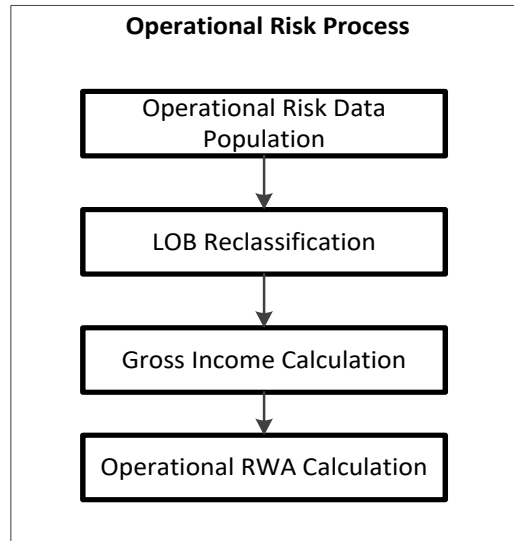 Operational Risk Process
Operational Risk Data
Population
LOB Reclassification
Gross Income Calculation
Operational RWA Calculation